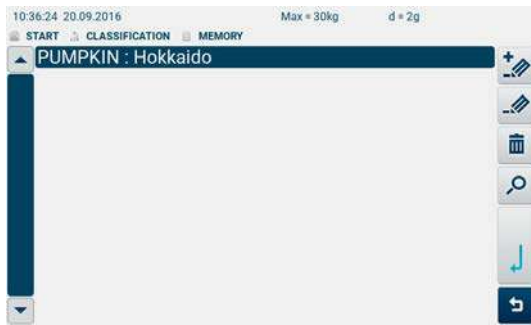 10:36:24 20.09.2016 Max = 30kg d = 2g
START CLASSIFICATION MEMORY
PUMPKIN : Hokkaido